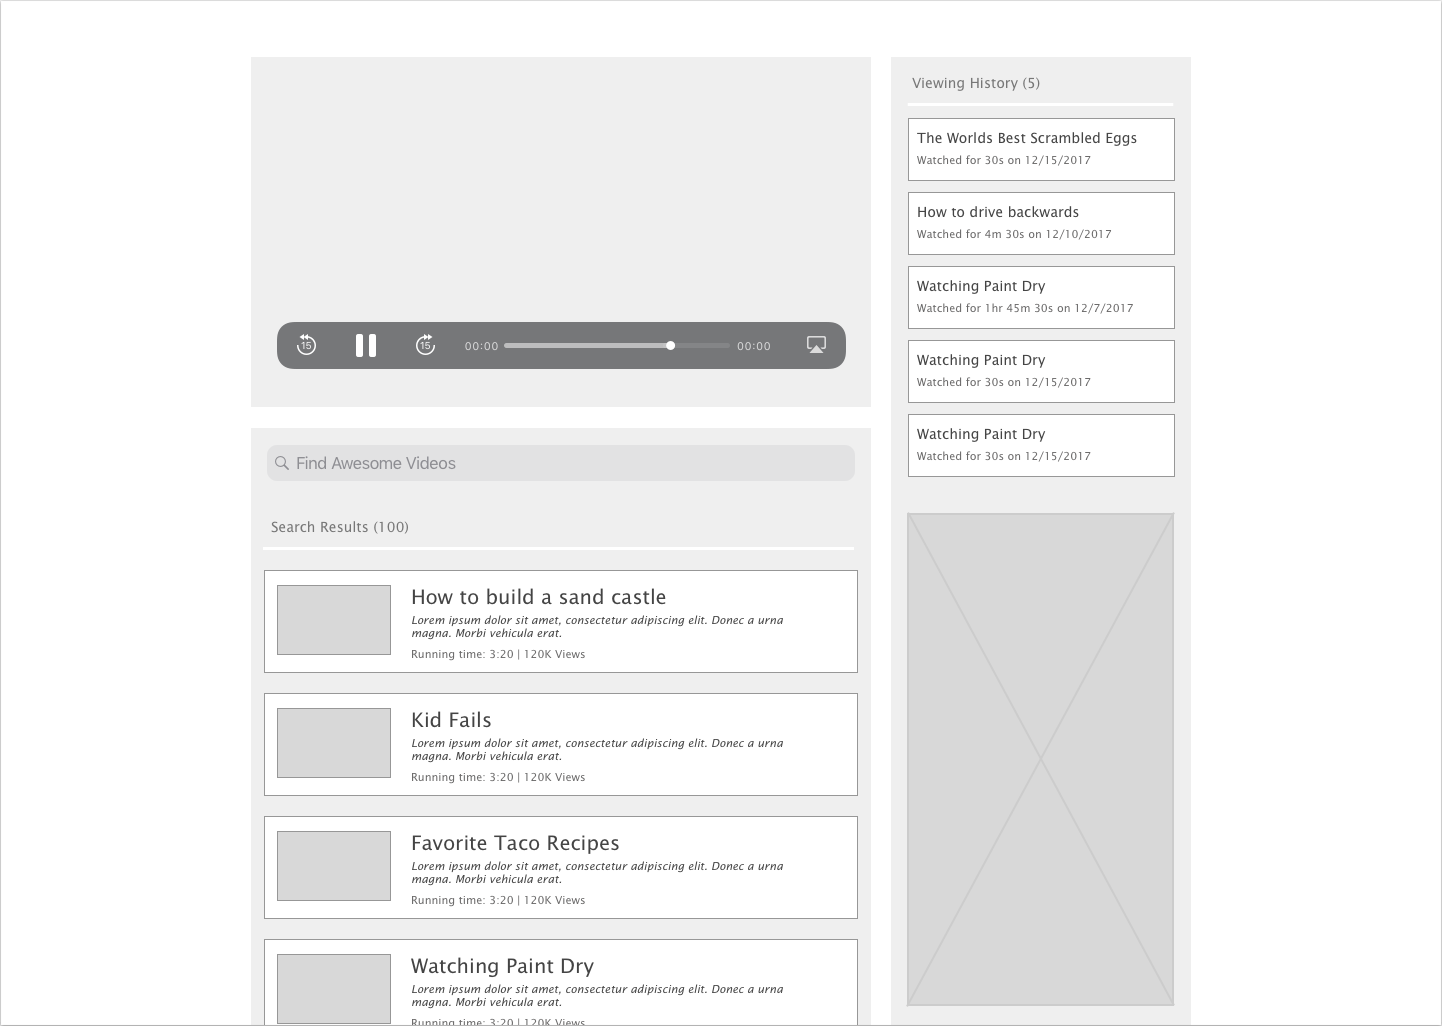 15
15
00:00
00:00
Find Awesome Videos
Search Results (100)
How to build a sand castle
Lorem ipsum dolor sit amet, consectetur adipiscing elit. Donec a urna
magna. Morbi vehicula erat.
Running time: 3:20 | 120K Views
Kid Fails
Lorem ipsum dolor sit amet, consectetur adipiscing elit. Donec a urna
magna. Morbi vehicula erat.
Running time: 3:20 | 120K Views
Favorite Taco Recipes
Lorem ipsum dolor sit amet, consectetur adipiscing elit. Donec a urna
magna. Morbi vehicula erat.
Running time: 3:20 | 120K Views
Watching Paint Dry
Lorem ipsum dolor sit amet, consectetur adipiscing elit. Donec a urna
magna. Morbi vehicula erat.
Running time: 3:20 | 120K Views
Viewing History (5)
The Worlds Best Scrambled Eggs
Watched for 30s on 12/15/2017
How to drive backwards
Watched for 4m 30s on 12/10/2017
Watching Paint Dry
Watched for 1hr 45m 30s on 12/7/2017
Watching Paint Dry
Watched for 30s on 12/15/2017
Watching Paint Dry
Watched for 30s on 12/15/2017